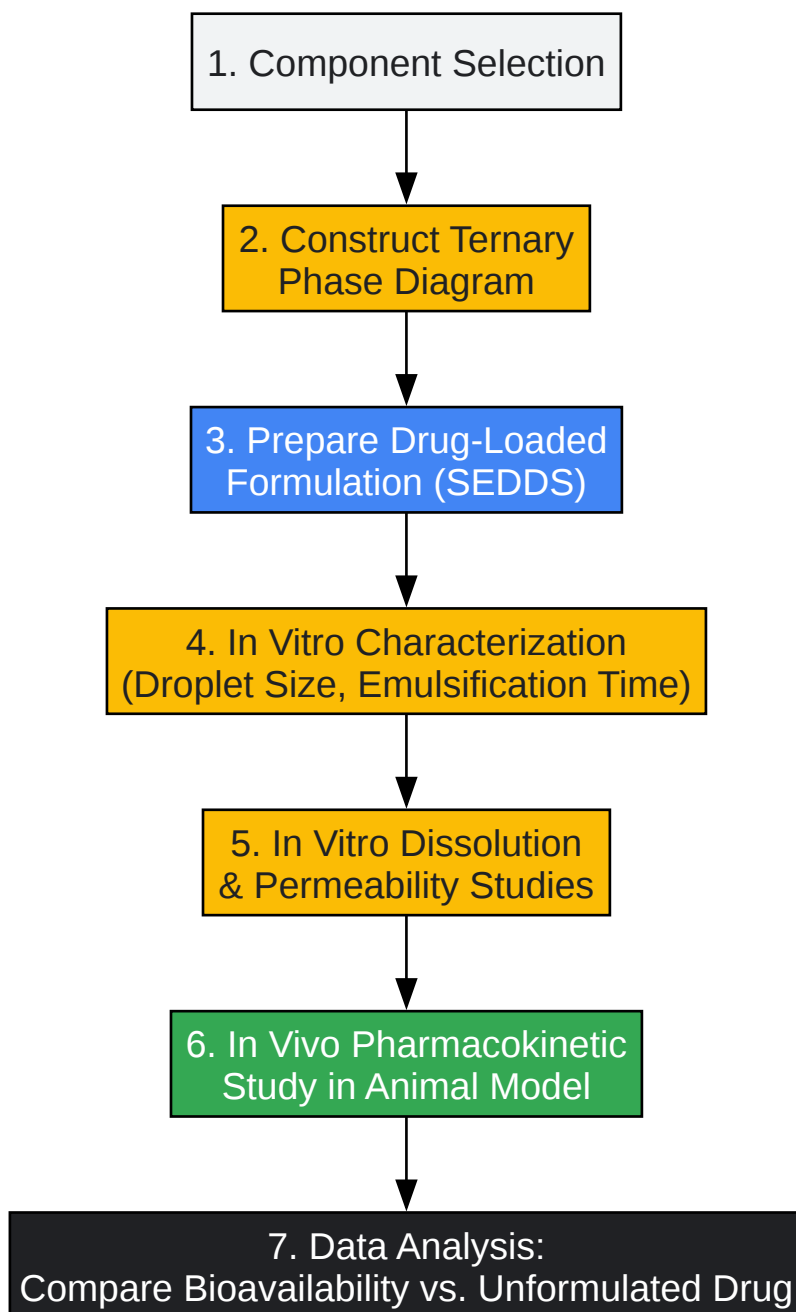 1. Component Selection
2. Construct Ternary
Phase Diagram
3. Prepare Drug-Loaded
Formulation (SEDDS)
4. In Vitro Characterization
(Droplet Size, Emulsification Time)
5. In Vitro Dissolution
& Permeability Studies
6. In Vivo Pharmacokinetic
Study in Animal Model
7. Data Analysis:
Compare Bioavailability vs. Unformulated Drug